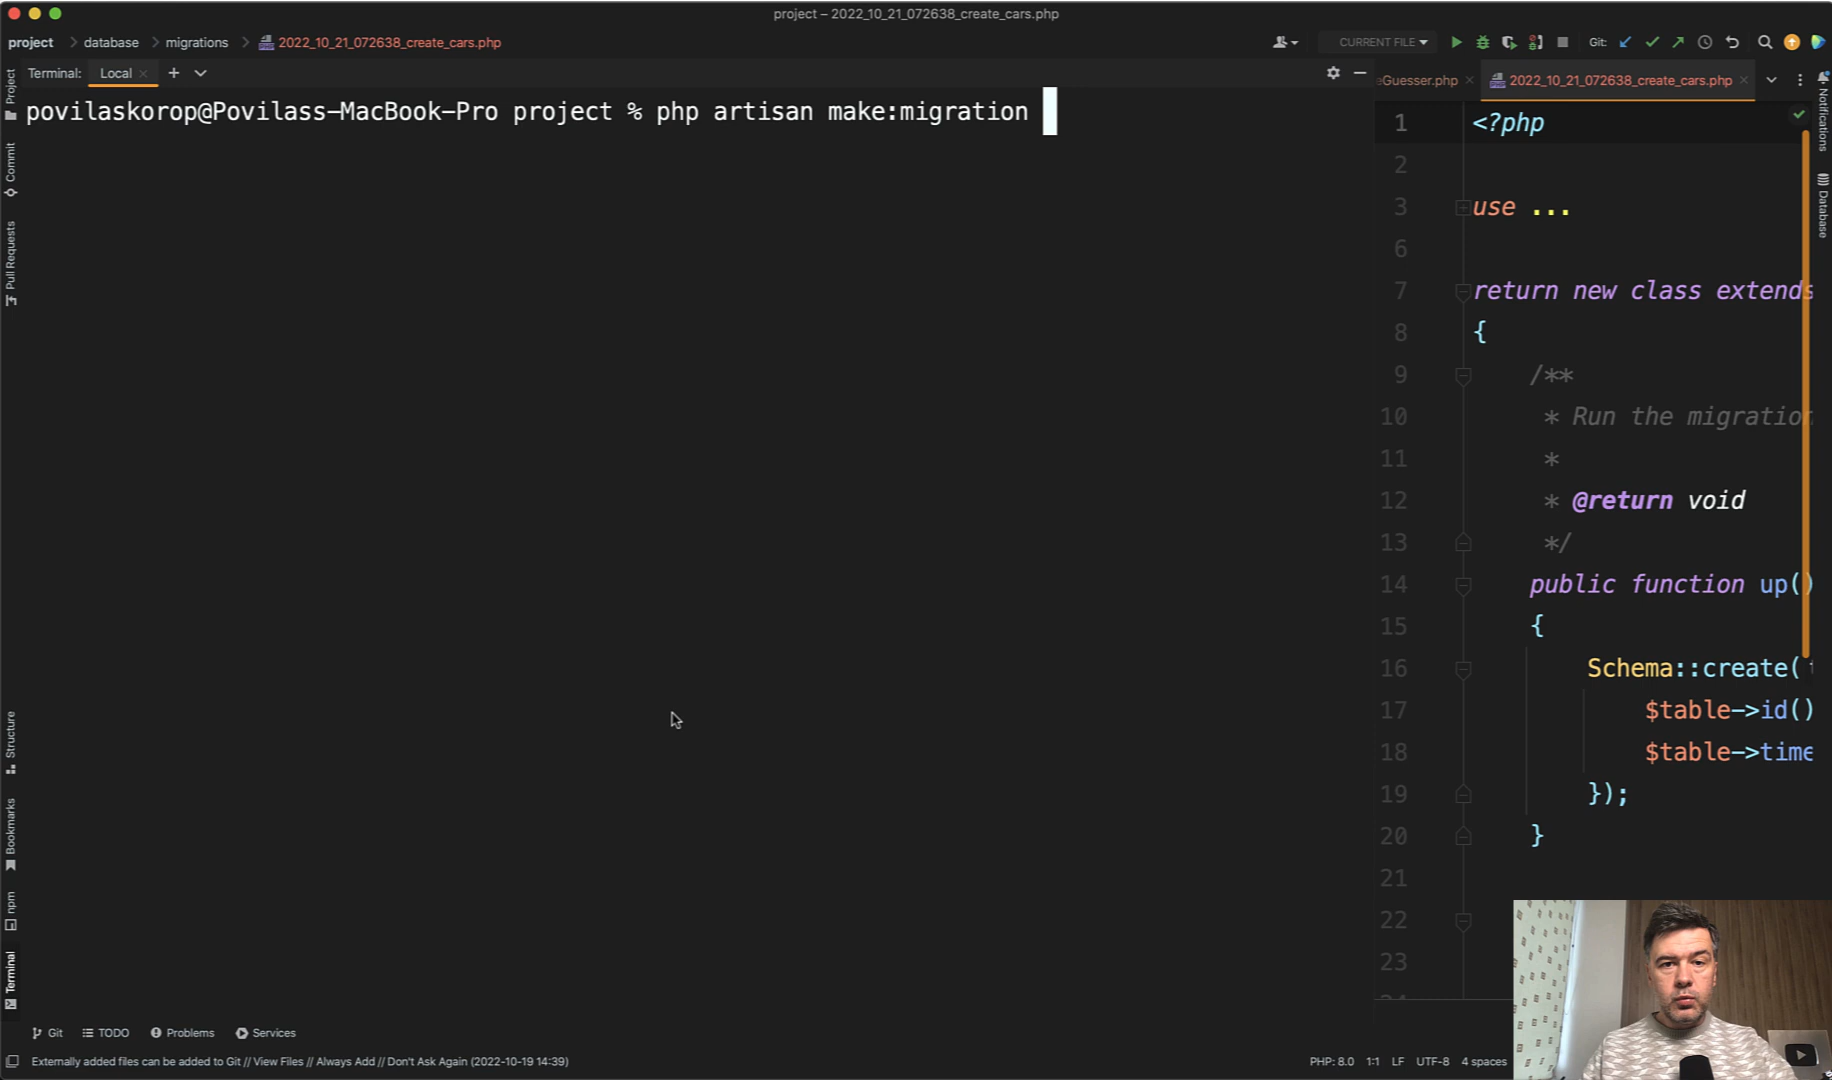 project – 2022_10_21_072638_create_cars.php
project
database
migrations
2022_10_21_072638_create_cars.php
CURRENT FILE
Git:
Terminal:
Local
eGuesser.php
2022_10_21_072638_create_cars.php
povilaskorop@Povilass-MacBook-Pro project % php artisan make:migration
Project
Commit
Pull Requests
Structure
Bookmarks
npm
Terminal
Notifications
Database
1 <?php
2
3 use ...
6
7 return new class extends
8 {
9 /**
10 * Run the migration
11 *
12 * @return void
13 */
14 public function up()
15 {
16 Schema::create('
17 $table->id()
18 $table->time
19 });
20 }
21
22
23
Git
TODO
Problems
Services
Externally added files can be added to Git // View Files // Always Add // Don't Ask Again (2022-10-19 14:39)
PHP: 8.0
1:1
LF
UTF-8
4 spaces